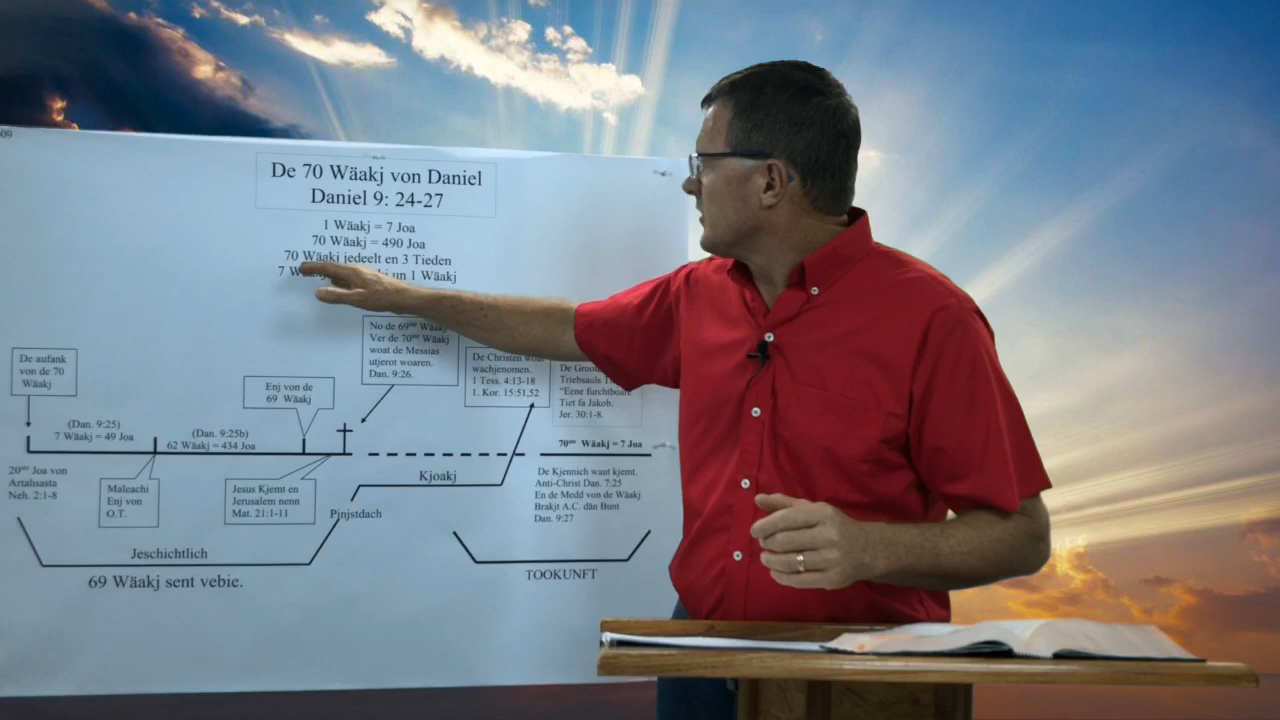 09
De 70 Wäakj von Daniel
Daniel 9: 24-27
1 Wäakj = 7 Joa
70 Wäakj = 490 Joa
70 Wäakj jedeelt en 3 Tieden
7 un 1 Wäakj
No de 69ste Wäakj
Ver de 70ste Wäakj
woat de Messias
utjerot woaren.
Dan. 9:26.
De Christen woat
wachjenomen.
1 Tess. 4:13-18
1. Kor. 15:51,52
De Groote
Triebsauls
"Eene furchtboare
Tiet fa Jakob.
Jer. 30:1-8.
De aufank
von de 70
Wäakj
Enj von de
69 Wäakj
(Dan. 9:25)
7 Wäakj = 49 Joa
(Dan. 9:25b)
62 Wäakj = 434 Joa
70ste Wäakj = 7 Joa
20ste Joa von
Artahsasta
Neh. 2:1-8
Maleachi
Enj von
O.T.
Jesus Kjemt en
Jerusalem nenn
Mat. 21:1-11
Kjoakj
Pinjstdach
De Kjennich waut kjemt.
Anti-Christ Dan. 7:25
En de Medd von de Wäakj
Brakjt A.C. dän Bunt
Dan. 9:27
Jeschichtlich
69 Wäakj sent vebie.
TOOKUNFT